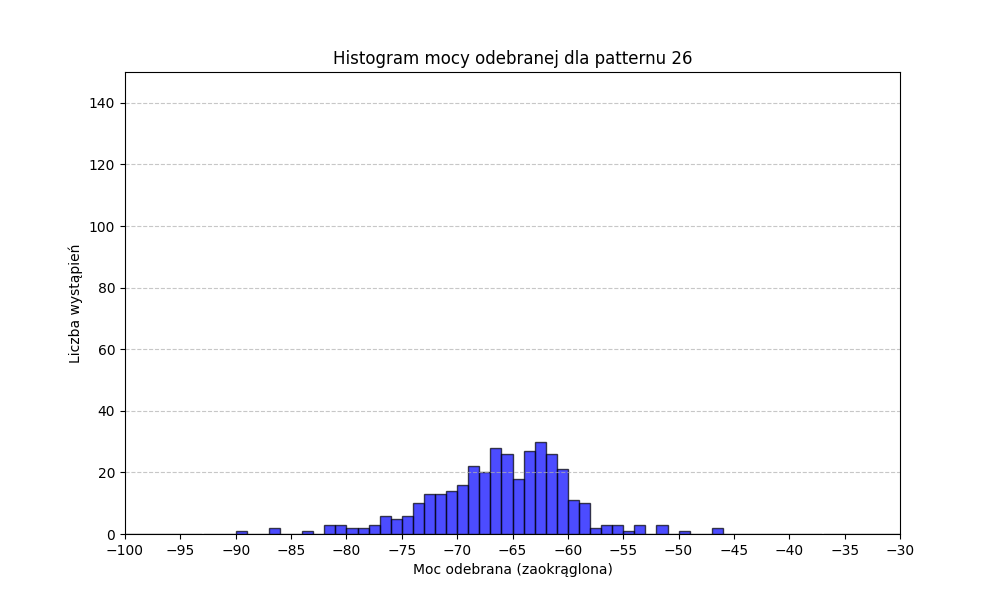 Histogram mocy odebranej dla patternu 26
140
120
100
80
60
40
20
0
Liczba wystąpień
−100 −95 −90 −85 −80 −75 −70 −65 −60 −55 −50 −45 −40 −35 −30
Moc odebrana (zaokrąglona)